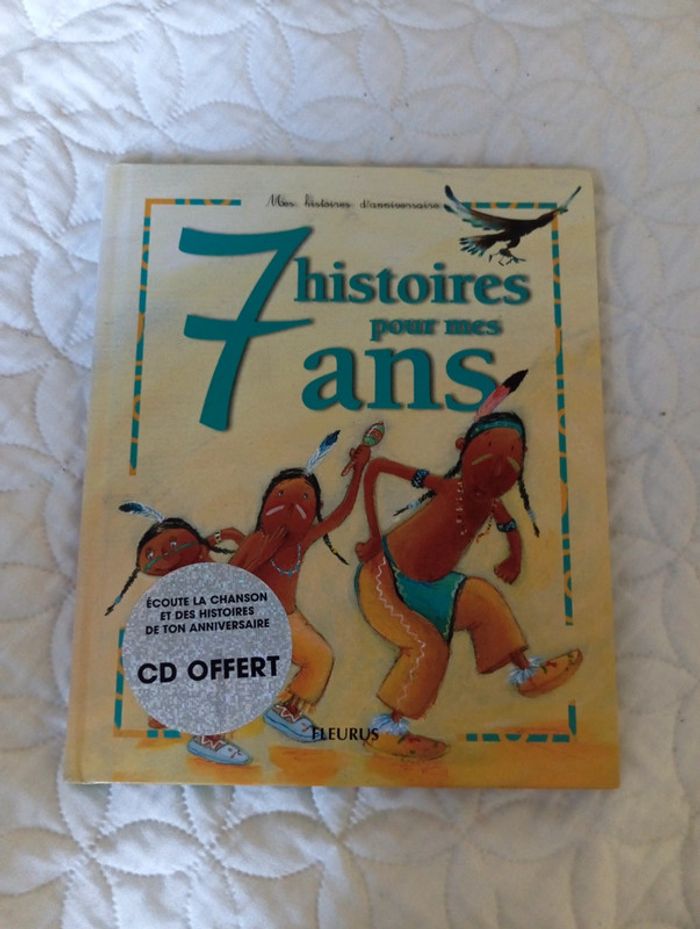 Mes histoires d'anniversaire
7 histoires
pour mes
ans
ÉCOUTE LA CHANSON
ET DES HISTOIRES
DE TON ANNIVERSAIRE
CD OFFERT
FLEURUS